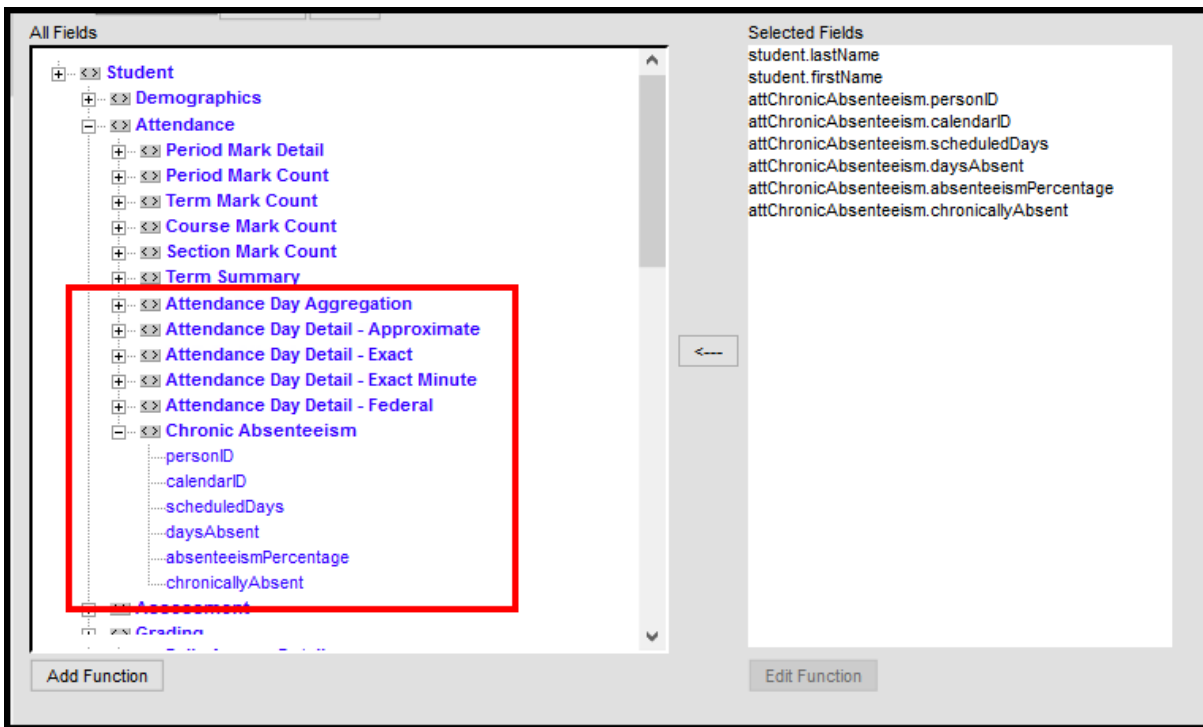 All Fields
Student
Demographics
Attendance
Period Mark Detail
Period Mark Count
Term Mark Count
Course Mark Count
Section Mark Count
Term Summary
Attendance Day Aggregation
Attendance Day Detail - Approximate
Attendance Day Detail - Exact
Attendance Day Detail - Exact Minute
Attendance Day Detail - Federal
Chronic Absenteeism
personID
calendarID
scheduledDays
daysAbsent
absenteeismPercentage
chronicallyAbsent
Assessment
Grading
Add Function
<---
Selected Fields
student.lastName
student.firstName
attChronicAbsenteeism.personID
attChronicAbsenteeism.calendarID
attChronicAbsenteeism.scheduledDays
attChronicAbsenteeism.daysAbsent
attChronicAbsenteeism.absenteeismPercentage
attChronicAbsenteeism.chronicallyAbsent
Edit Function